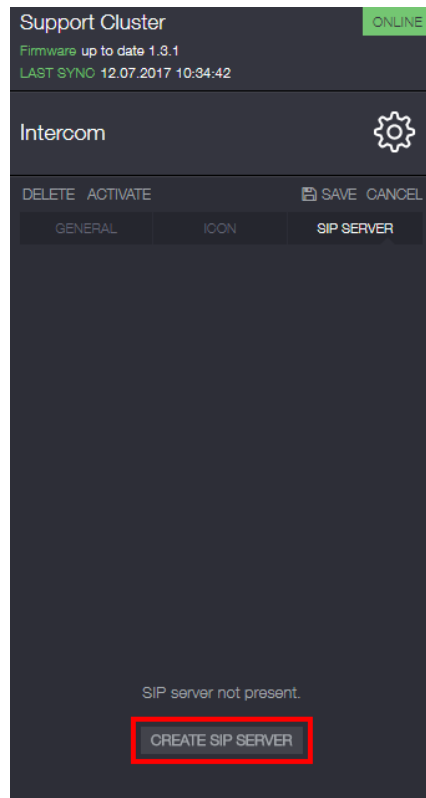 Support Cluster ONLINE
Firmware up to date 1.3.1
LAST SYNC 12.07.2017 10:34:42
Intercom
DELETE ACTIVATE SAVE CANCEL
GENERAL ICON SIP SERVER
SIP server not present.
CREATE SIP SERVER